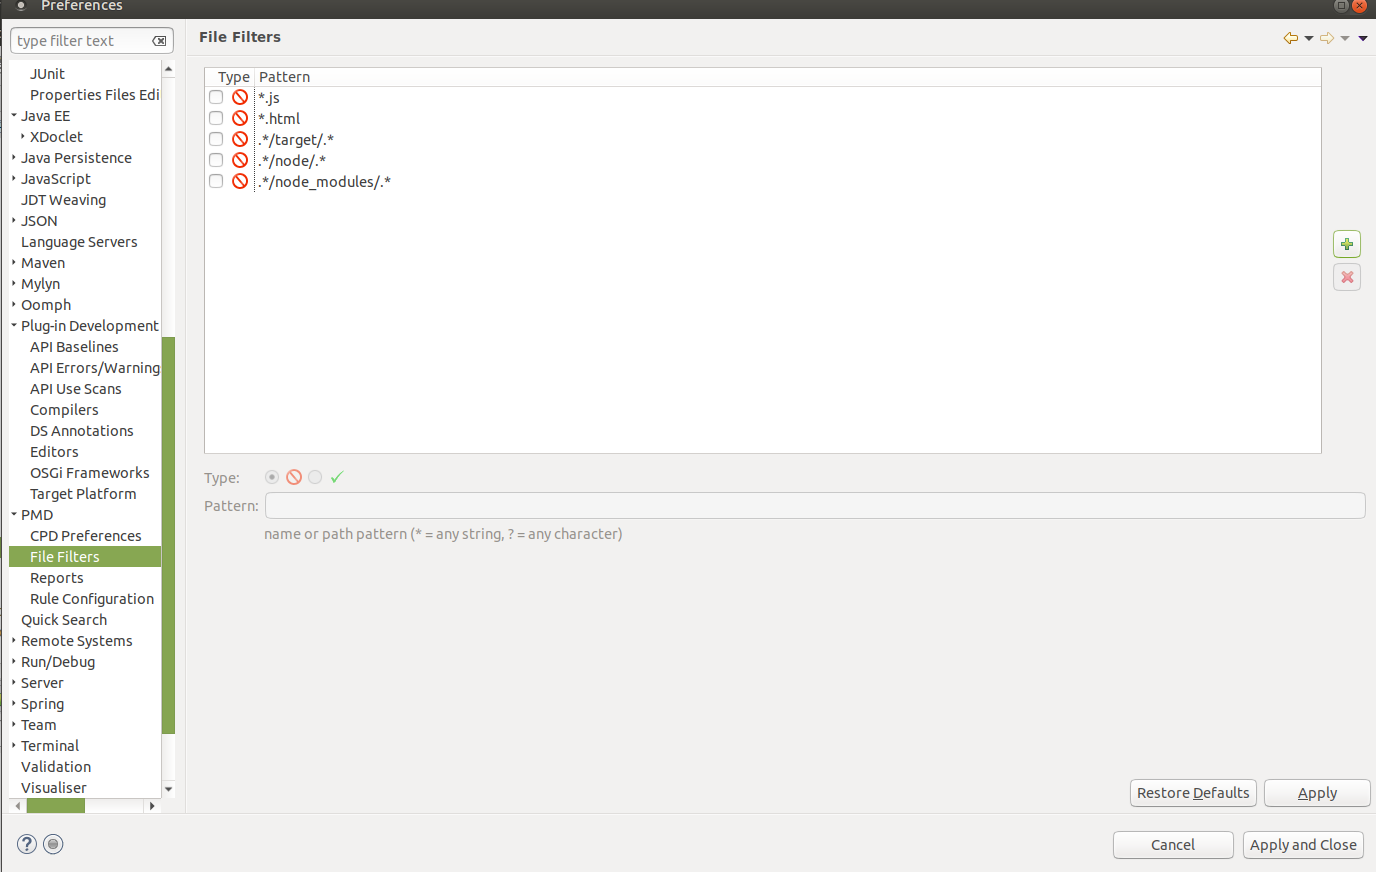 Preferences
type filter text
JUnit
Properties Files Edi
Java EE
XDoclet
Java Persistence
JavaScript
JDT Weaving
JSON
Language Servers
Maven
Mylyn
Oomph
Plug-in Development
API Baselines
API Errors/Warning
API Use Scans
Compilers
DS Annotations
Editors
OSGi Frameworks
Target Platform
PMD
CPD Preferences
File Filters
Reports
Rule Configuration
Quick Search
Remote Systems
Run/Debug
Server
Spring
Team
Terminal
Validation
Visualiser
File Filters
Type Pattern
*.js
*.html
.*/target/.*
.*/node/.*
.*/node_modules/.*
Type:
Pattern:
name or path pattern (* = any string, ? = any character)
Restore Defaults Apply
? Cancel Apply and Close